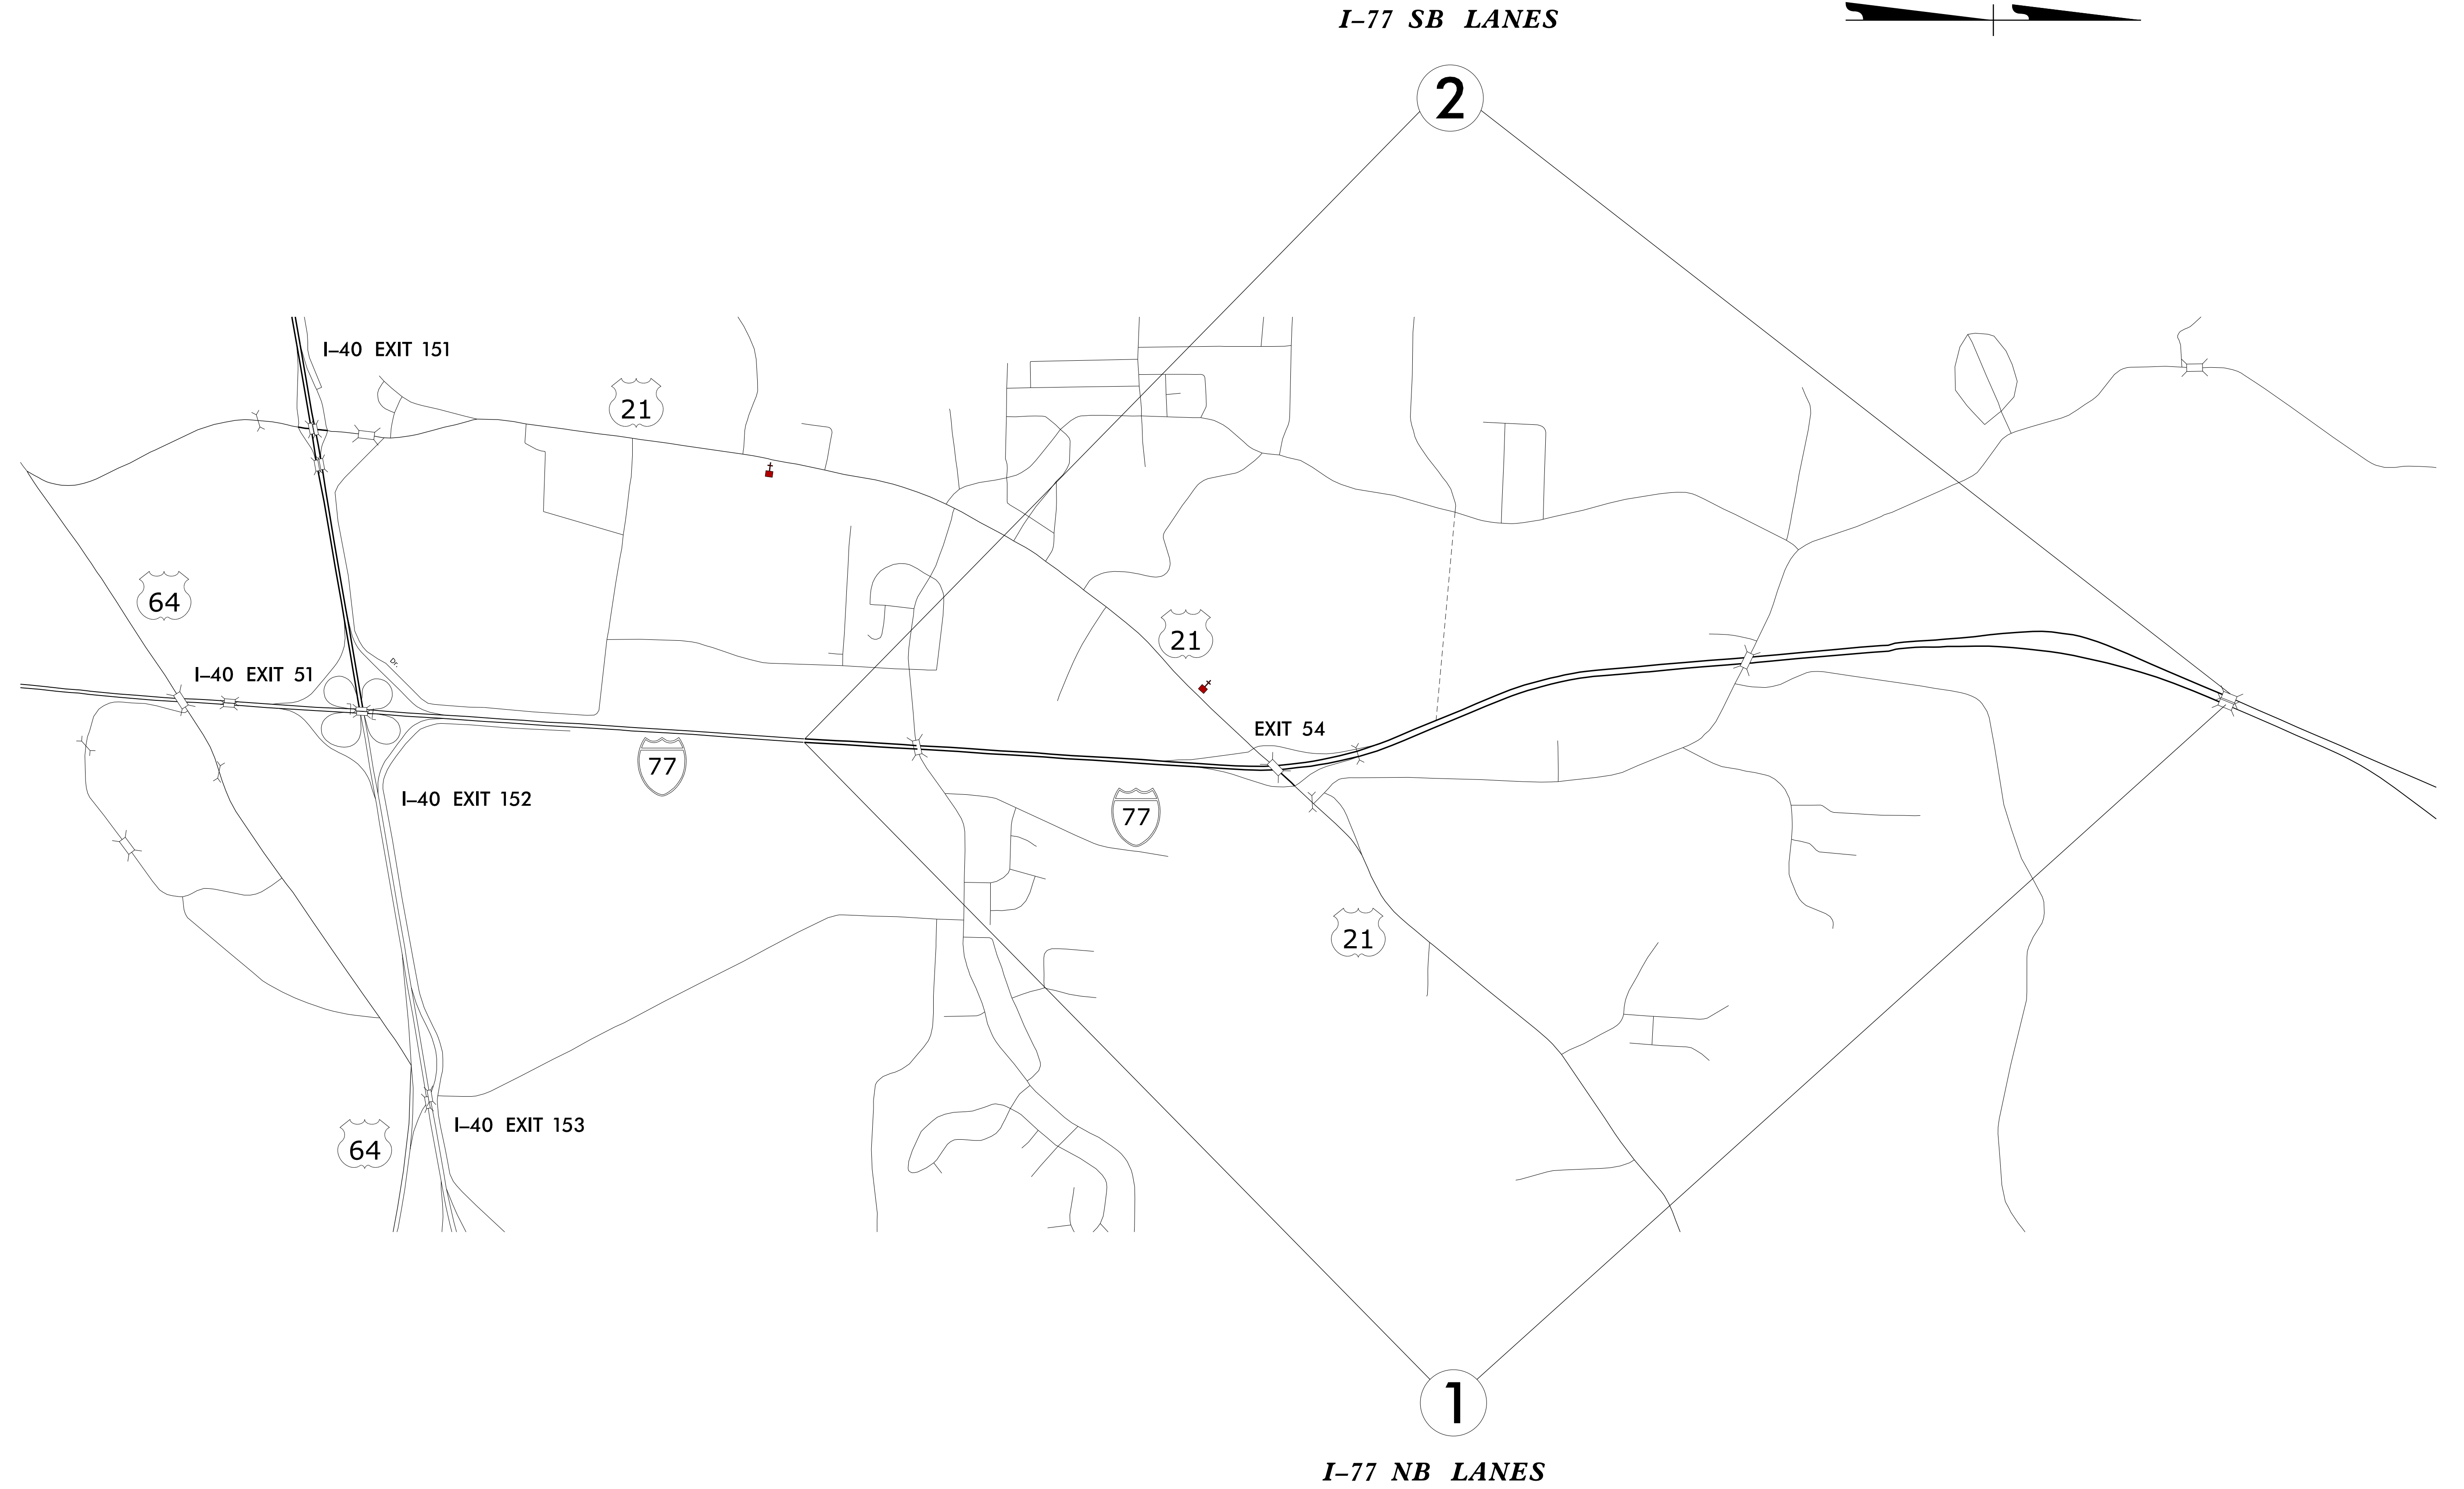 I–77 SB LANES
2
I–40 EXIT 151
21
64
21
I–40 EXIT 51
Dr.
EXIT 54
77
77
I–40 EXIT 152
21
I–40 EXIT 153
64
1
I–77 NB LANES